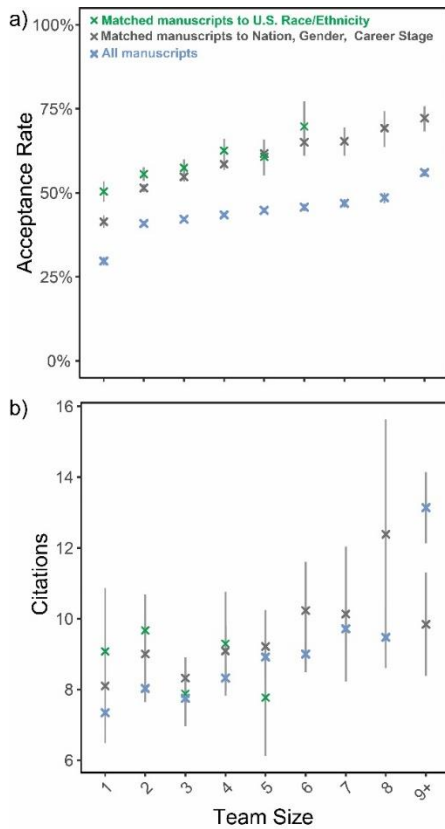 a)
100%
× Matched manuscripts to U.S. Race/Ethnicity
× Matched manuscripts to Nation, Gender, Career Stage
× All manuscripts
75%
50%
25%
0%
Acceptance Rate
b)
16
14
12
10
8
6
Citations
1 2 3 4 5 6 7 8 9+
Team Size